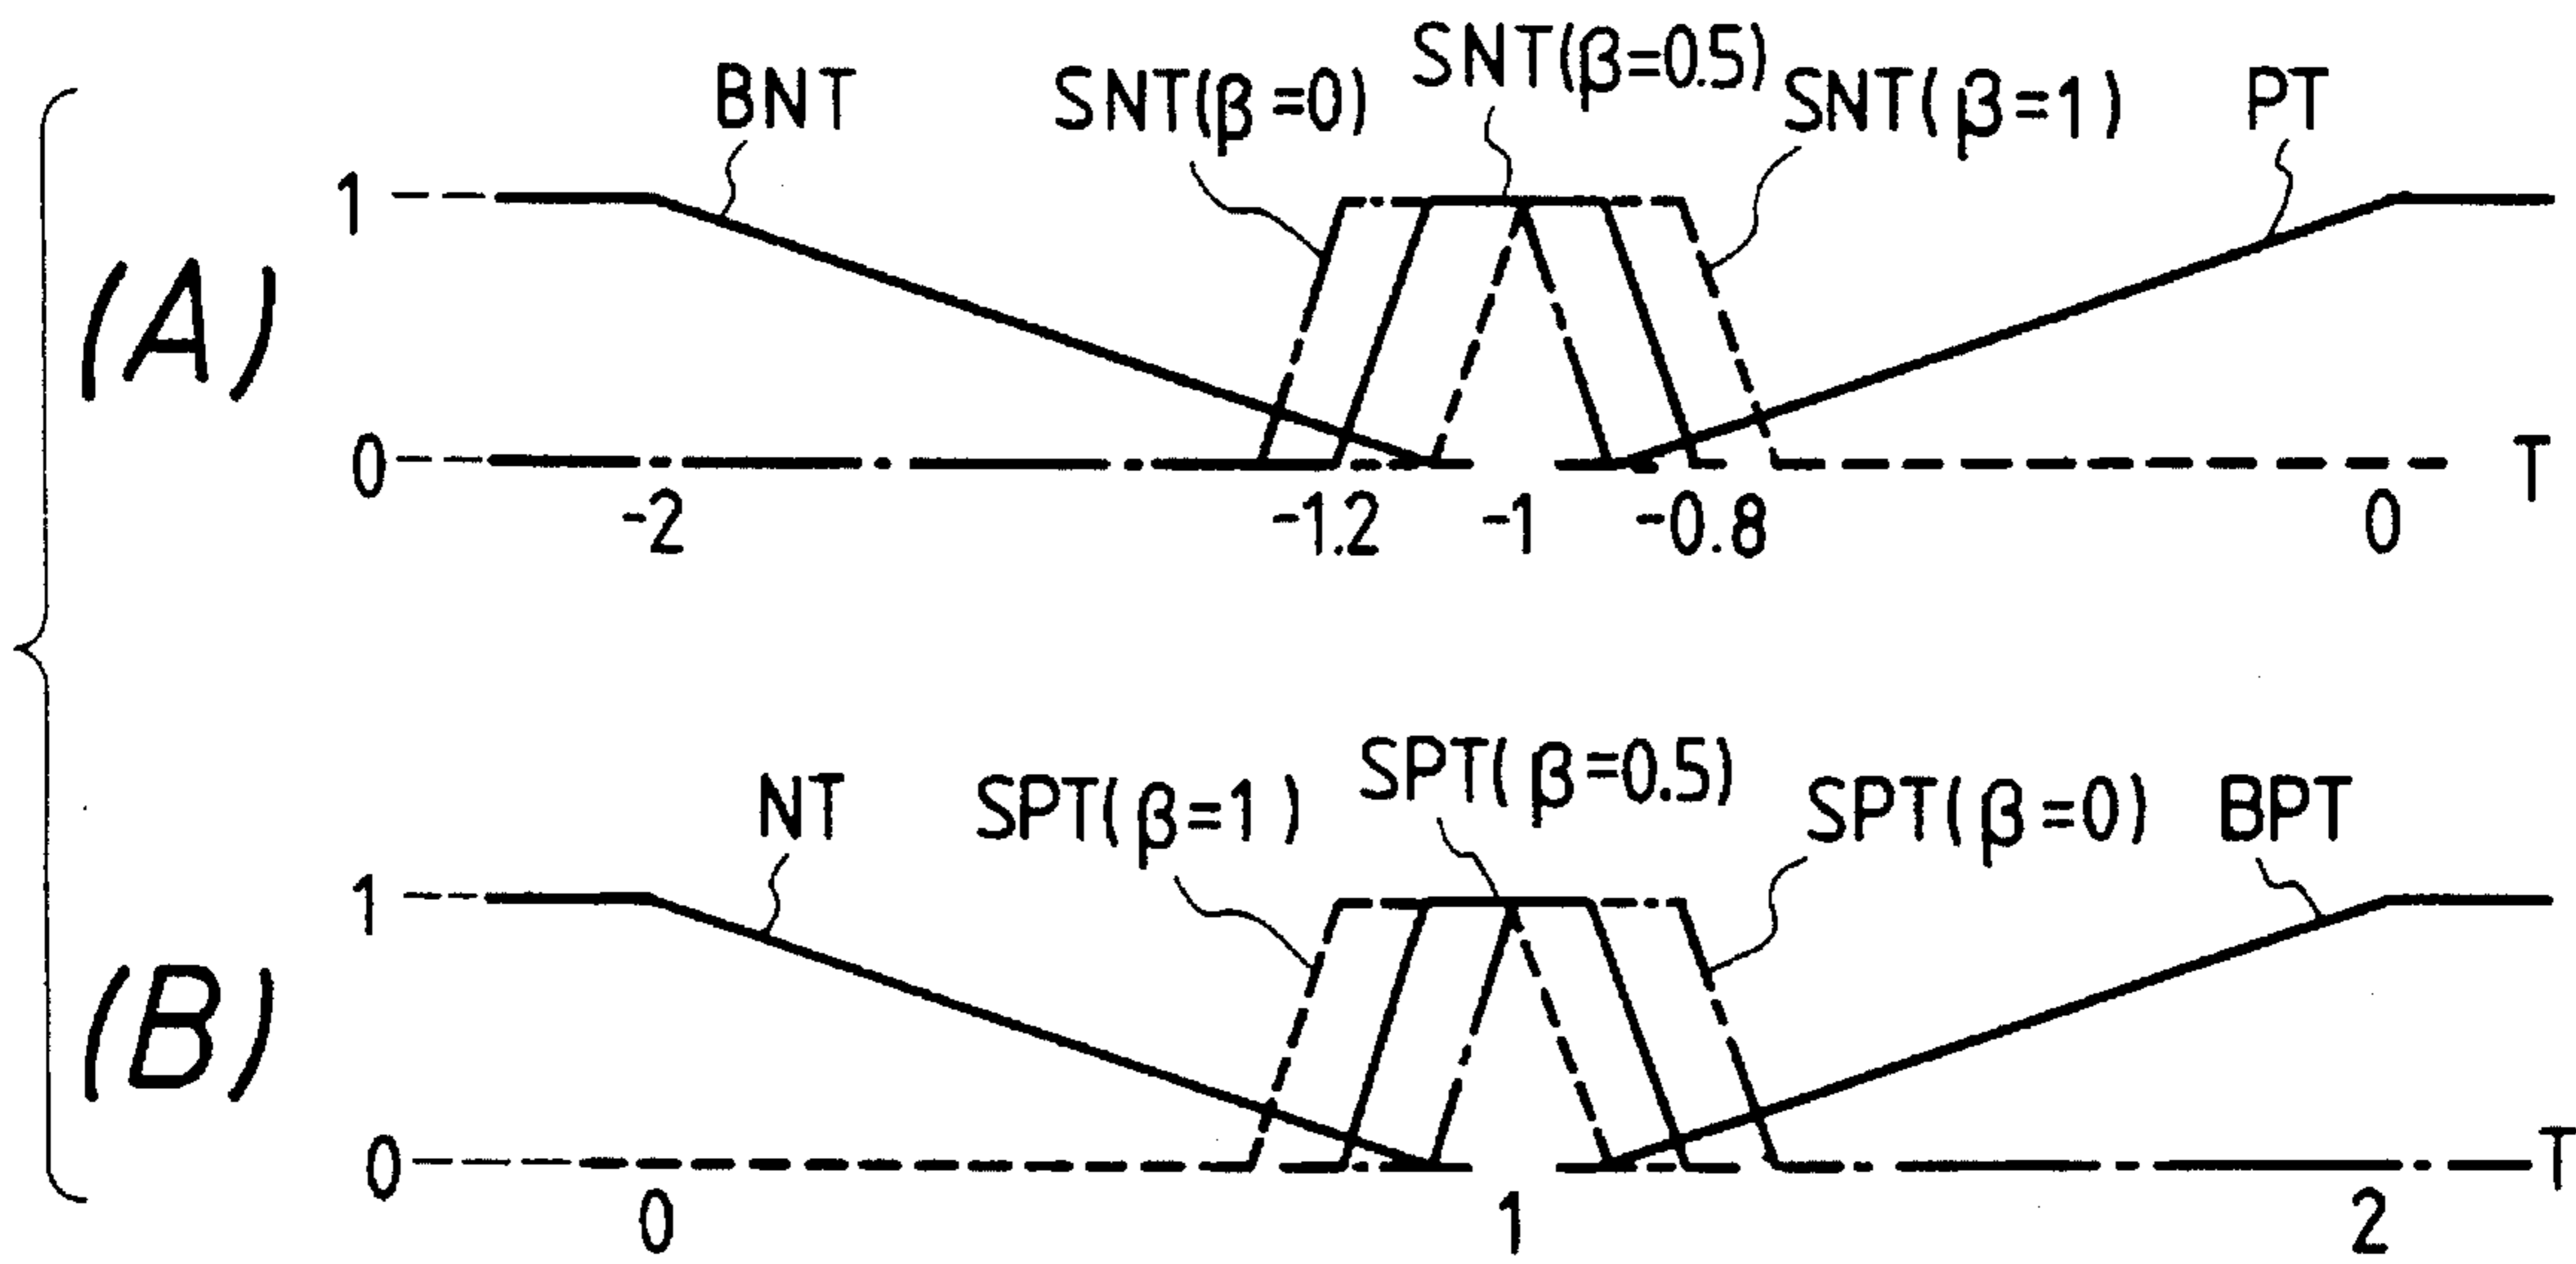 (A)
BNT SNT(β=0) SNT(β=0.5) SNT(β=1) PT
1
0 T
-2 -1.2 -1 -0.8 0
(B)
NT SPT(β=1) SPT(β=0.5) SPT(β=0) BPT
1
0 T
0 1 2